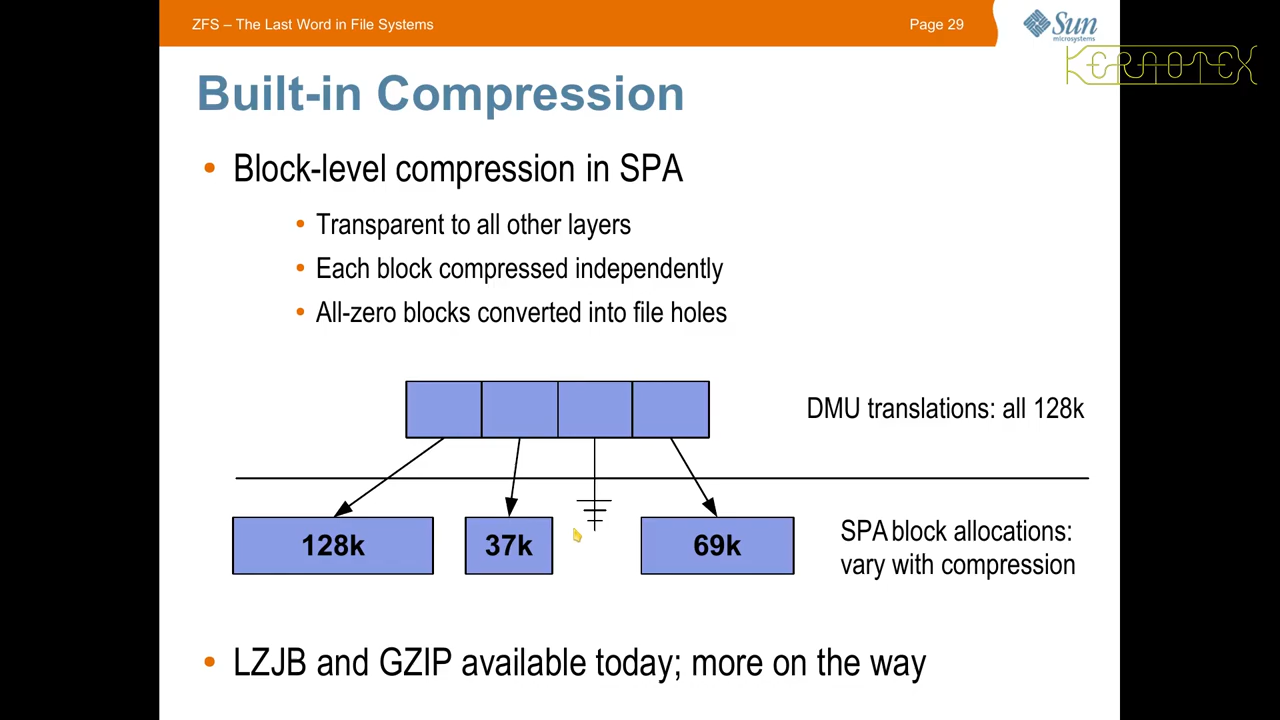 ZFS – The Last Word in File Systems
Page 29
Sun
microsystems
KERAOTEX
Built-in Compression
• Block-level compression in SPA
• Transparent to all other layers
• Each block compressed independently
• All-zero blocks converted into file holes
DMU translations: all 128k
128k
37k
69k
SPA block allocations:
vary with compression
• LZJB and GZIP available today; more on the way